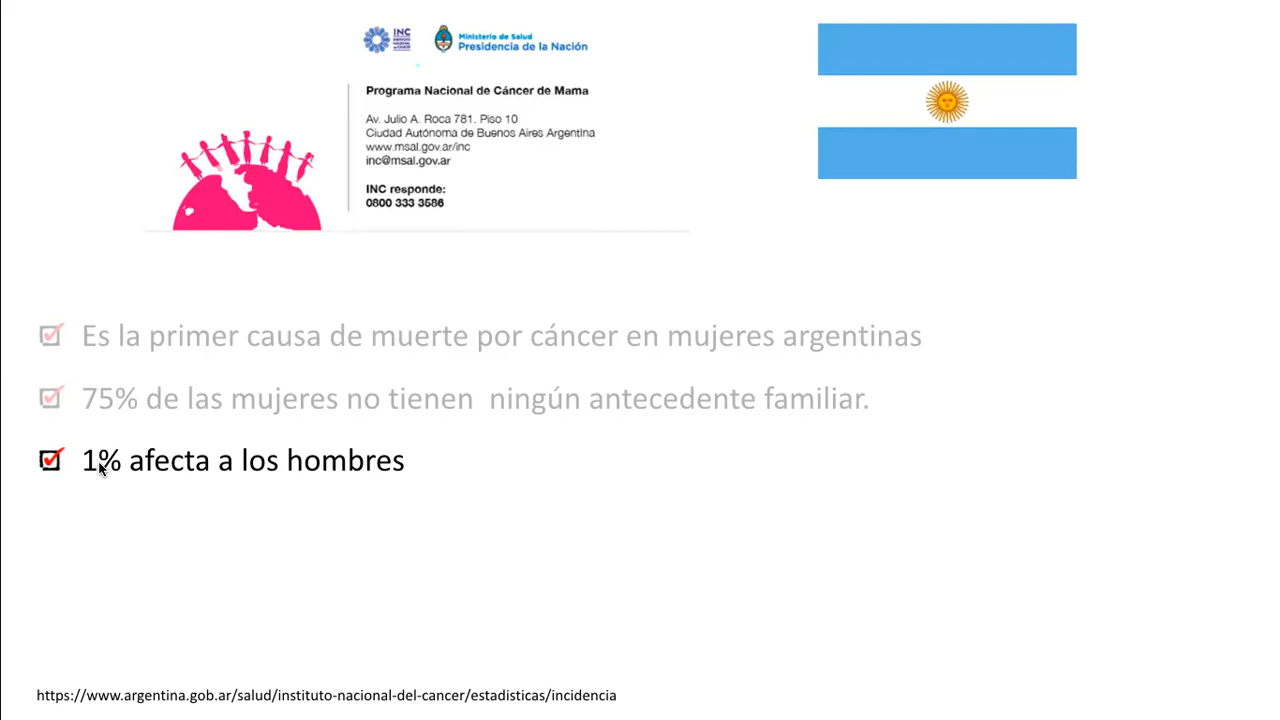 INC
INSTITUTO
NACIONAL
DEL CÁNCER
Ministerio de Salud
Presidencia de la Nación
Programa Nacional de Cáncer de Mama
Av. Julio A. Roca 781. Piso 10
Ciudad Autónoma de Buenos Aires Argentina
www.msal.gov.ar/inc
inc@msal.gov.ar
INC responde:
0800 333 3586
Es la primer causa de muerte por cáncer en mujeres argentinas
75% de las mujeres no tienen  ningún antecedente familiar.
1% afecta a los hombres
https://www.argentina.gob.ar/salud/instituto-nacional-del-cancer/estadisticas/incidencia